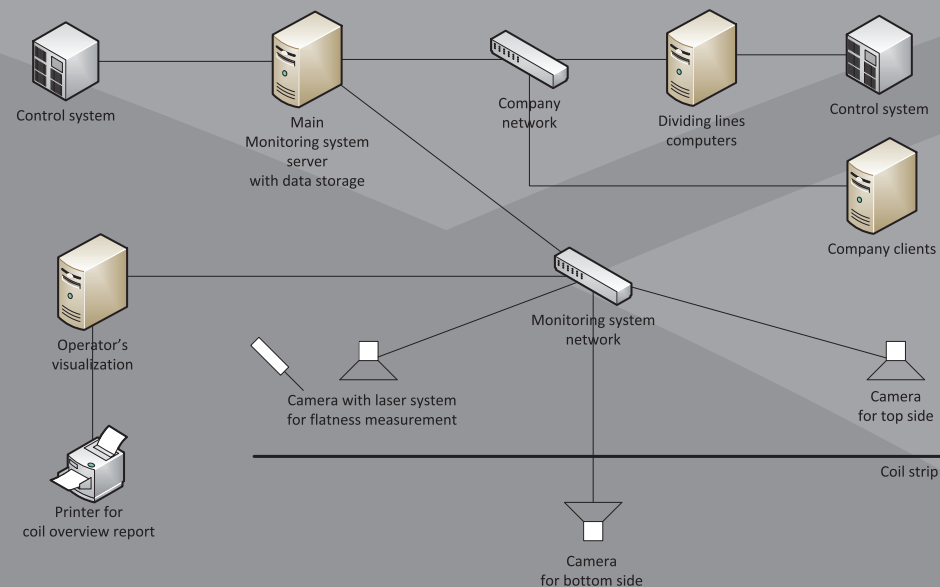 Control system
Main
Monitoring system
server
with data storage
Company
network
Dividing lines
computers
Control system
Company clients
Operator's
visualization
Monitoring system
network
Camera with laser system
for flatness measurement
Camera
for top side
Coil strip
Printer for
coil overview report
Camera
for bottom side